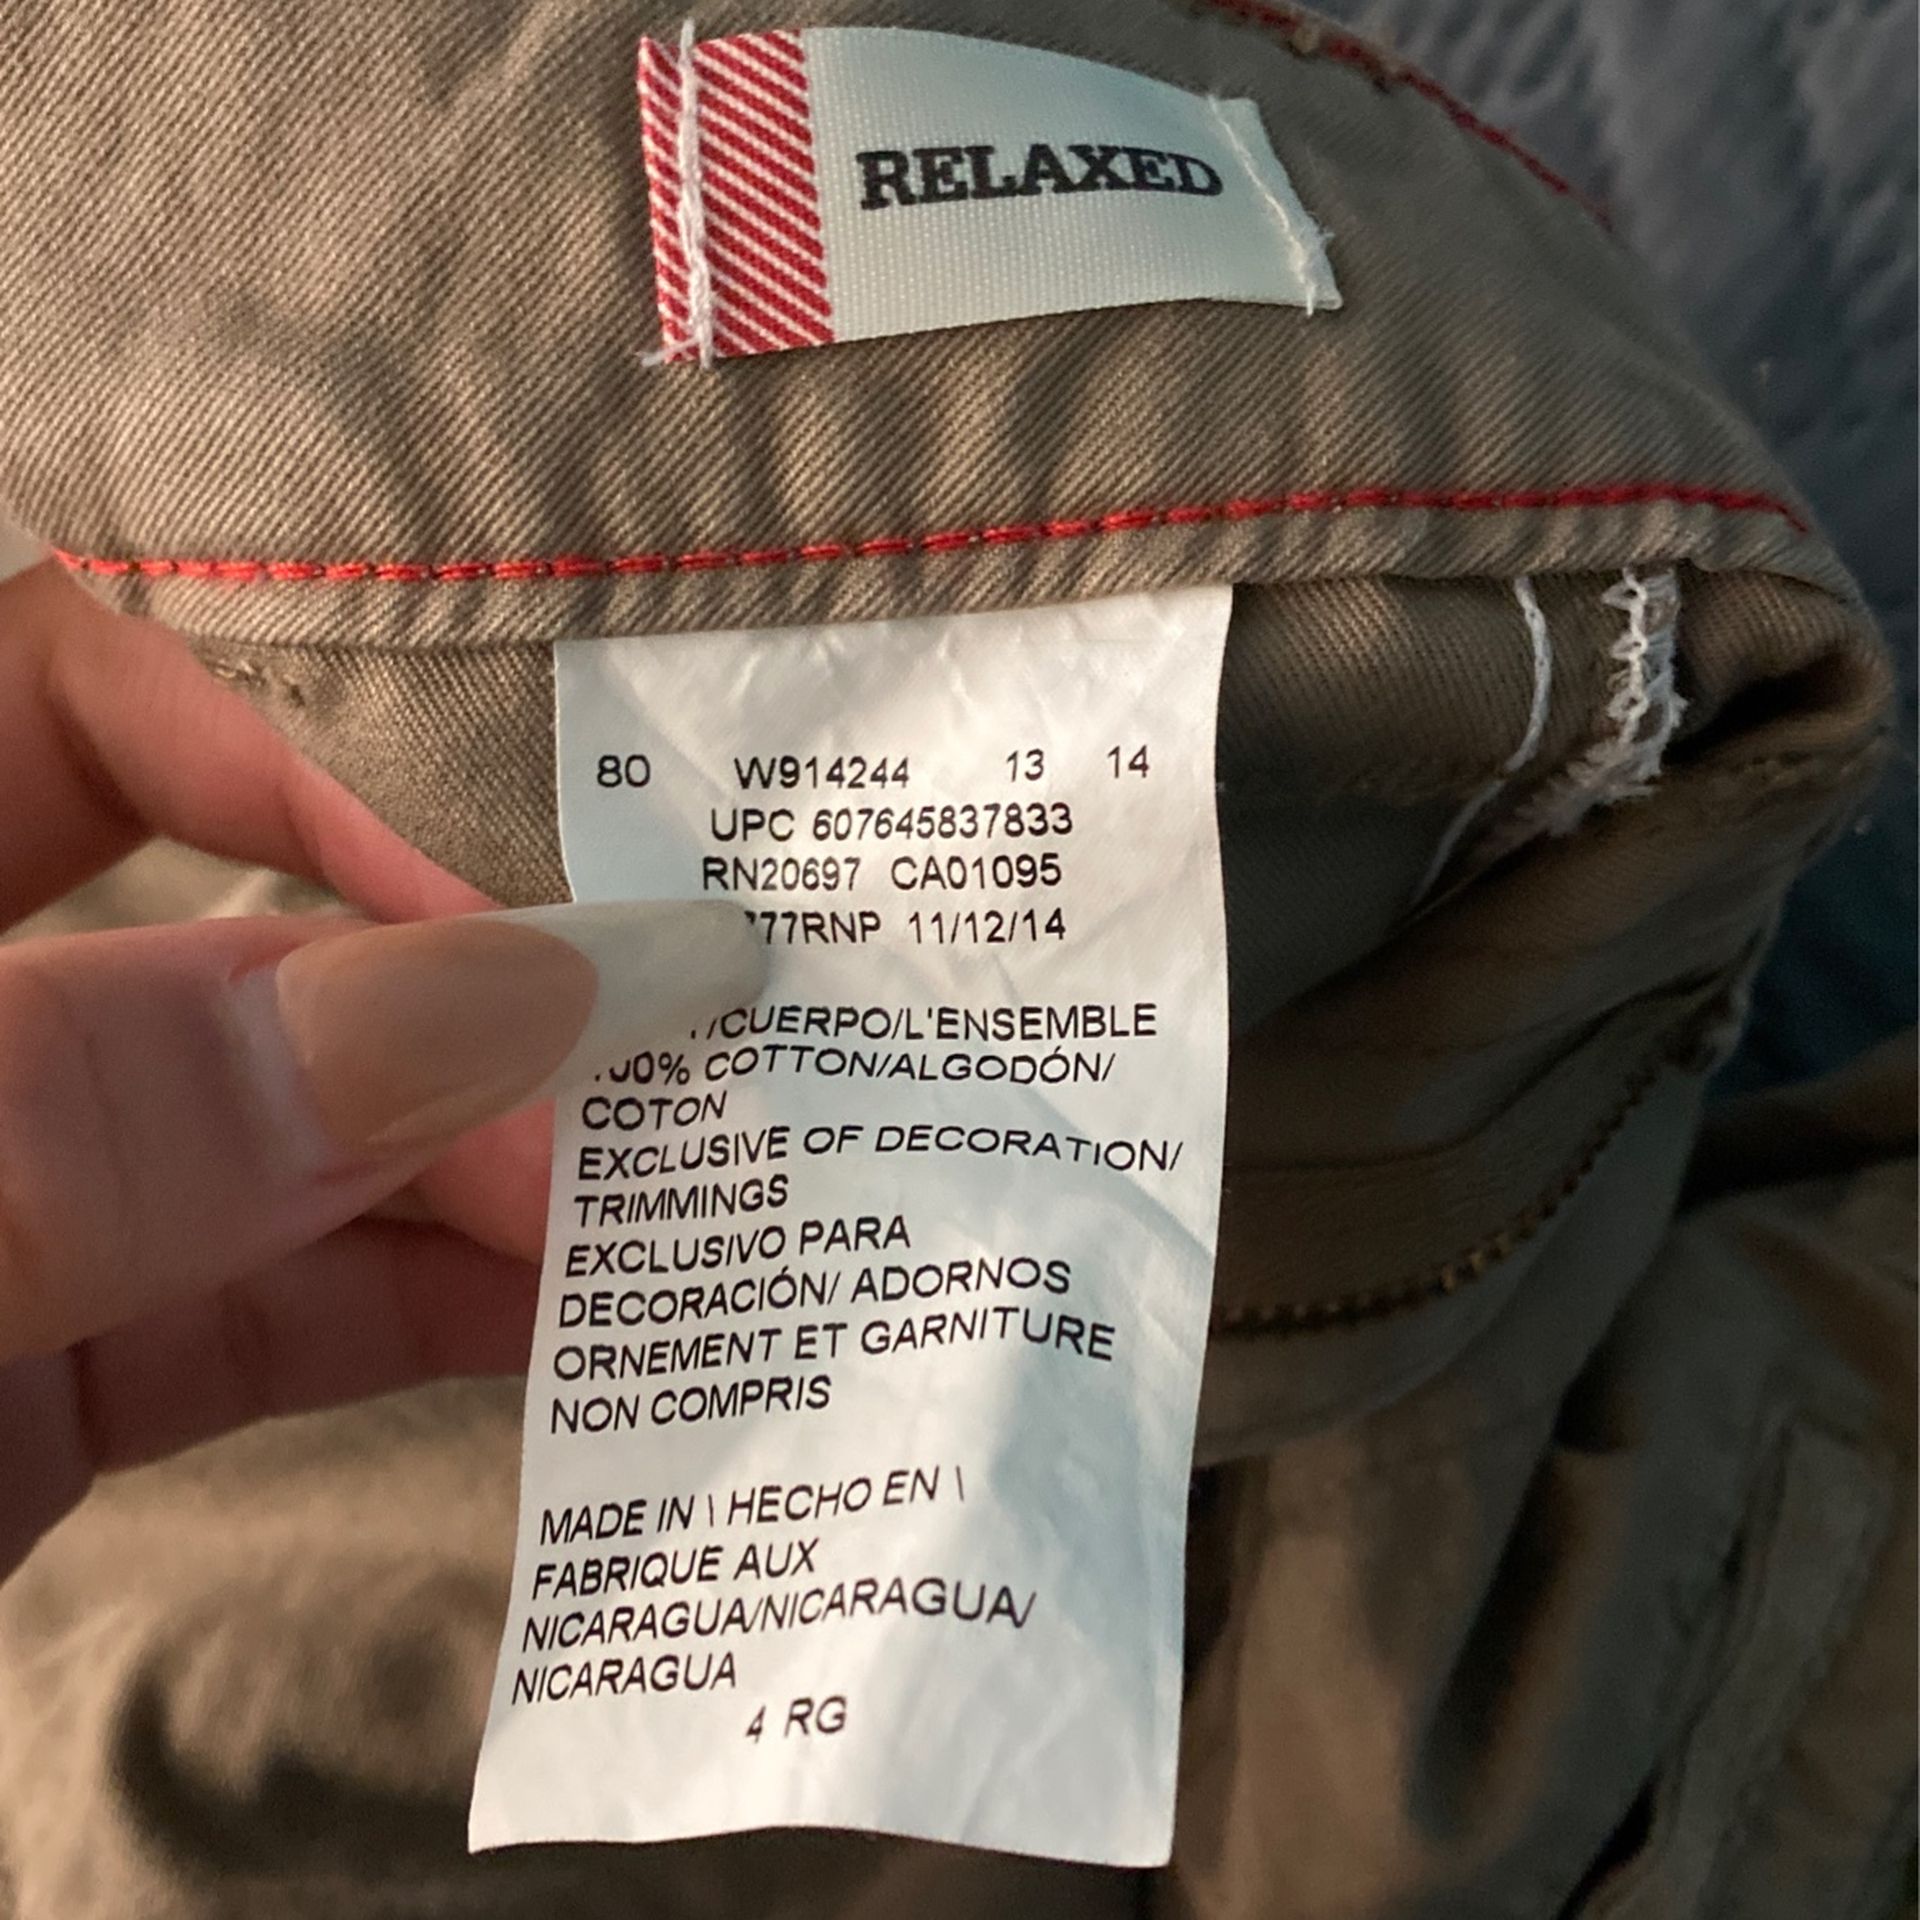 RELAXED
80 W914244 13 14
UPC 607645837833
RN20697 CA01095
77RNP 11/12/14
/CUERPO/L'ENSEMBLE
COTTON/ALGODÓN/
COTON
EXCLUSIVE OF DECORATION/
TRIMMINGS
EXCLUSIVO PARA
DECORACIÓN/ ADORNOS
ORNEMENT ET GARNITURE
NON COMPRIS
MADE IN \ HECHO EN \
FABRIQUE AUX
NICARAGUA/NICARAGUA/
NICARAGUA
4 RG